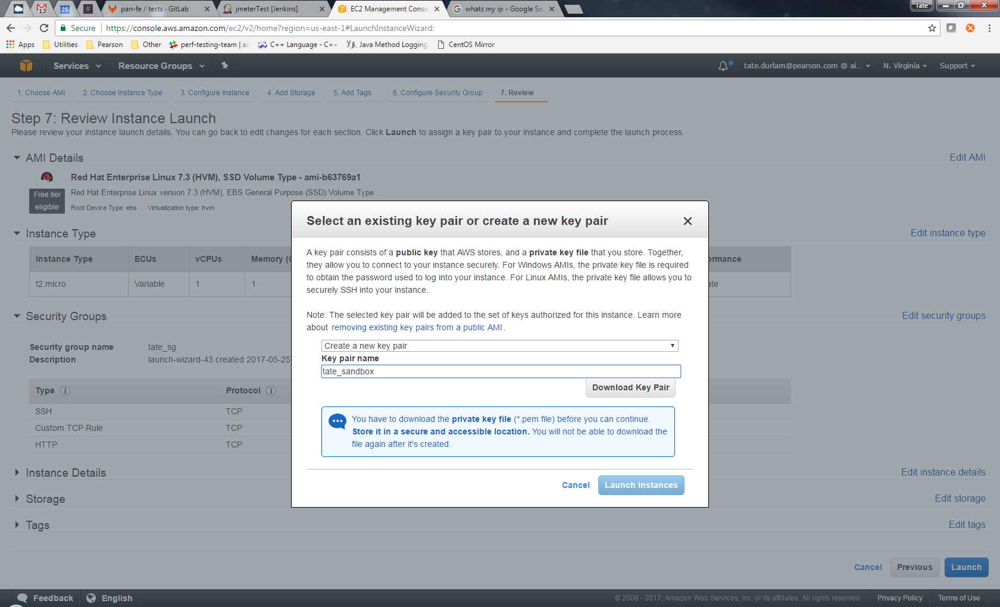 13
25
#
pan-fe / tests · GitLab
jmeterTest [Jenkins]
EC2 Management Conso
whats my ip - Google Se
Tate
Secure
https://console.aws.amazon.com/ec2/v2/home?region=us-east-1#LaunchInstanceWizard:
Apps
Utilities
Pearson
Other
perf-testing-team | aic
C++ Language - C++
Java Method Logging
CentOS Mirror
Services
Resource Groups
tate.durlam@pearson.com @ ai...
N. Virginia
Support
1. Choose AMI
2. Choose Instance Type
3. Configure Instance
4. Add Storage
5. Add Tags
6. Configure Security Group
7. Review
Step 7: Review Instance Launch
Please review your instance launch details. You can go back to edit changes for each section. Click Launch to assign a key pair to your instance and complete the launch process.
AMI Details
Edit AMI
Red Hat Enterprise Linux 7.3 (HVM), SSD Volume Type - ami-b63769a1
Free tier
eligible
Red Hat Enterprise Linux version 7.3 (HVM), EBS General Purpose (SSD) Volume Type
Root Device Type: ebs
Virtualization type: hvm
Instance Type
Edit instance type
Instance Type
ECUs
vCPUs
Memory (G
ormance
t2.micro
Variable
1
1
ate
Security Groups
Edit security groups
Security group name
tate_sg
Description
launch-wizard-43 created 2017-05-25
Type
Protocol
SSH
TCP
Custom TCP Rule
TCP
HTTP
TCP
Instance Details
Edit instance details
Storage
Edit storage
Tags
Edit tags
Select an existing key pair or create a new key pair
A key pair consists of a public key that AWS stores, and a private key file that you store. Together,
they allow you to connect to your instance securely. For Windows AMIs, the private key file is required
to obtain the password used to log into your instance. For Linux AMIs, the private key file allows you to
securely SSH into your instance.
Note: The selected key pair will be added to the set of keys authorized for this instance. Learn more
about removing existing key pairs from a public AMI.
Create a new key pair
Key pair name
tate_sandbox
Download Key Pair
You have to download the private key file (*.pem file) before you can continue.
Store it in a secure and accessible location. You will not be able to download the
file again after it's created.
Cancel
Launch Instances
Cancel
Previous
Launch
Feedback
English
© 2008 - 2017, Amazon Web Services, Inc. or its affiliates. All rights reserved.
Privacy Policy
Terms of Use